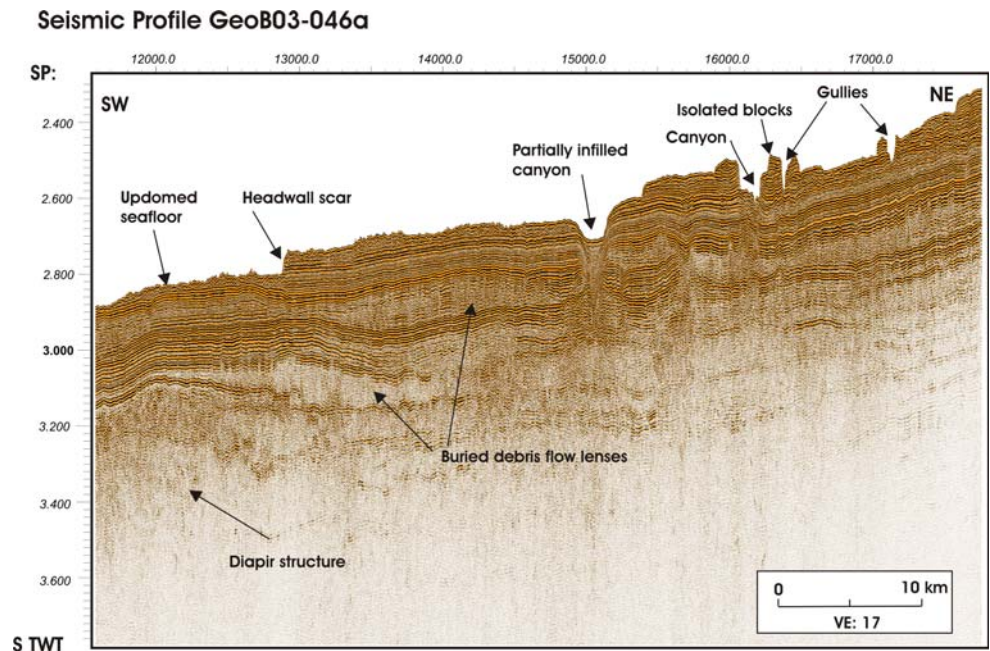 Seismic Profile GeoB03-046a
SP:
12000.0 13000.0 14000.0 15000.0 16000.0 17000.0
SW
NE
Gullies
Isolated blocks
Canyon
Partially infilled
canyon
Updomed
seafloor
Headwall scar
2.400
2.600
2.800
3.000
3.200
3.400
3.600
Buried debris flow lenses
Diapir structure
0 10 km
VE: 17
S TWT